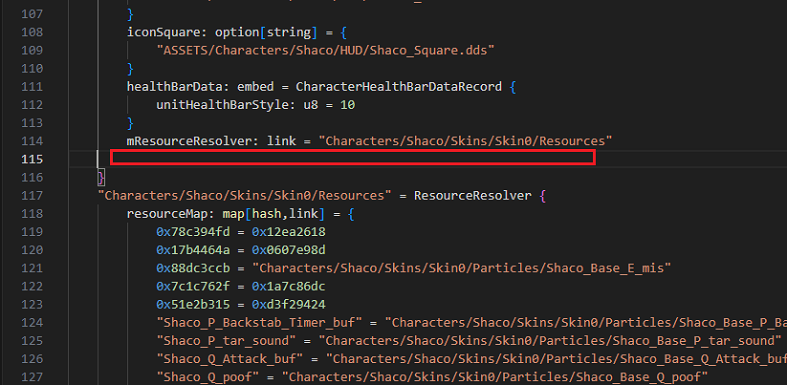 107 }
108 iconSquare: option[string] = {
109 "ASSETS/Characters/Shaco/HUD/Shaco_Square.dds"
110 }
111 healthBarData: embed = CharacterHealthBarDataRecord {
112 unitHealthBarStyle: u8 = 10
113 }
114 mResourceResolver: link = "Characters/Shaco/Skins/Skin0/Resources"
115
116 }
117 "Characters/Shaco/Skins/Skin0/Resources" = ResourceResolver {
118 resourceMap: map[hash,link] = {
119 0x78c394fd = 0x12ea2618
120 0x17b4464a = 0x0607e98d
121 0x88dc3ccb = "Characters/Shaco/Skins/Skin0/Particles/Shaco_Base_E_mis"
122 0x7c1c762f = 0x1a7c86dc
123 0x51e2b315 = 0xd3f29424
124 "Shaco_P_Backstab_Timer_buf" = "Characters/Shaco/Skins/Skin0/Particles/Shaco_Base_P_Ba
125 "Shaco_P_tar_sound" = "Characters/Shaco/Skins/Skin0/Particles/Shaco_Base_P_tar_sound"
126 "Shaco_Q_Attack_buf" = "Characters/Shaco/Skins/Skin0/Particles/Shaco_Base_Q_Attack_buf
127 "Shaco_Q_poof" = "Characters/Shaco/Skins/Skin0/Particles/Shaco_Base_Q_poof"